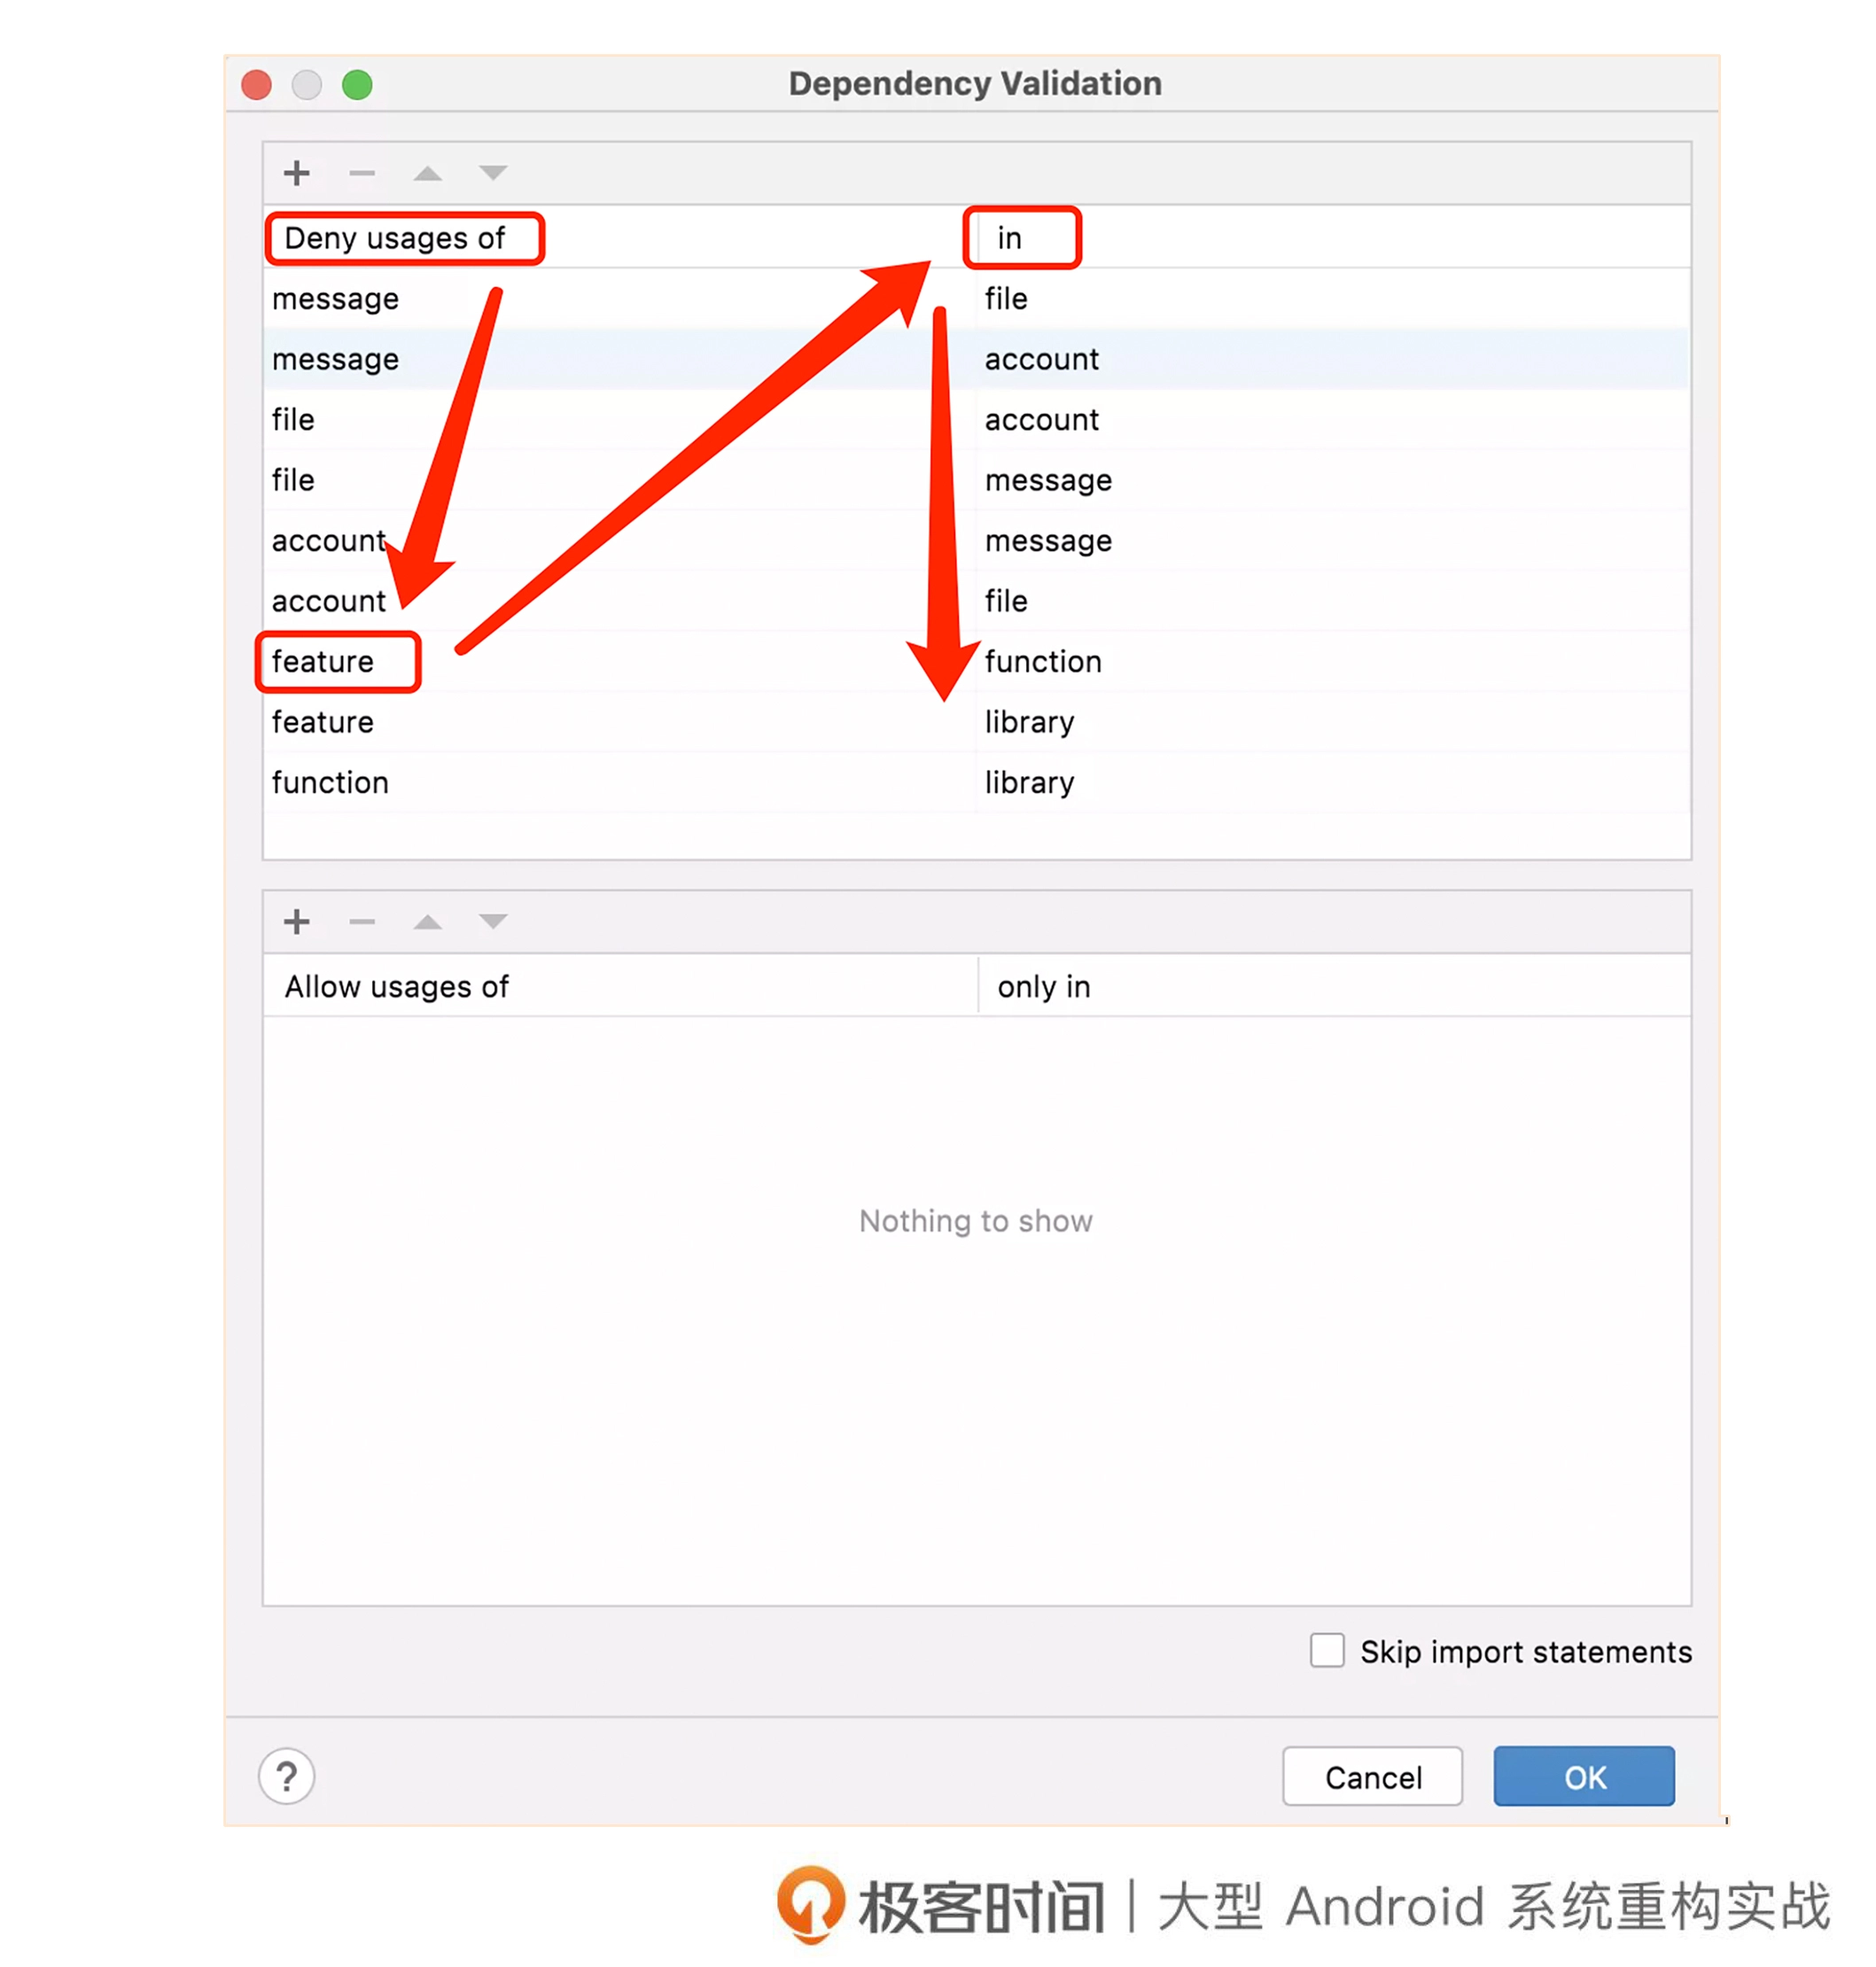 Dependency Validation
Deny usages of in
message file
message account
file account
file message
account message
account file
feature function
feature library
function library
Allow usages of only in
Nothing to show
Skip import statements
? Cancel OK
极客时间 | 大型 Android 系统重构实战